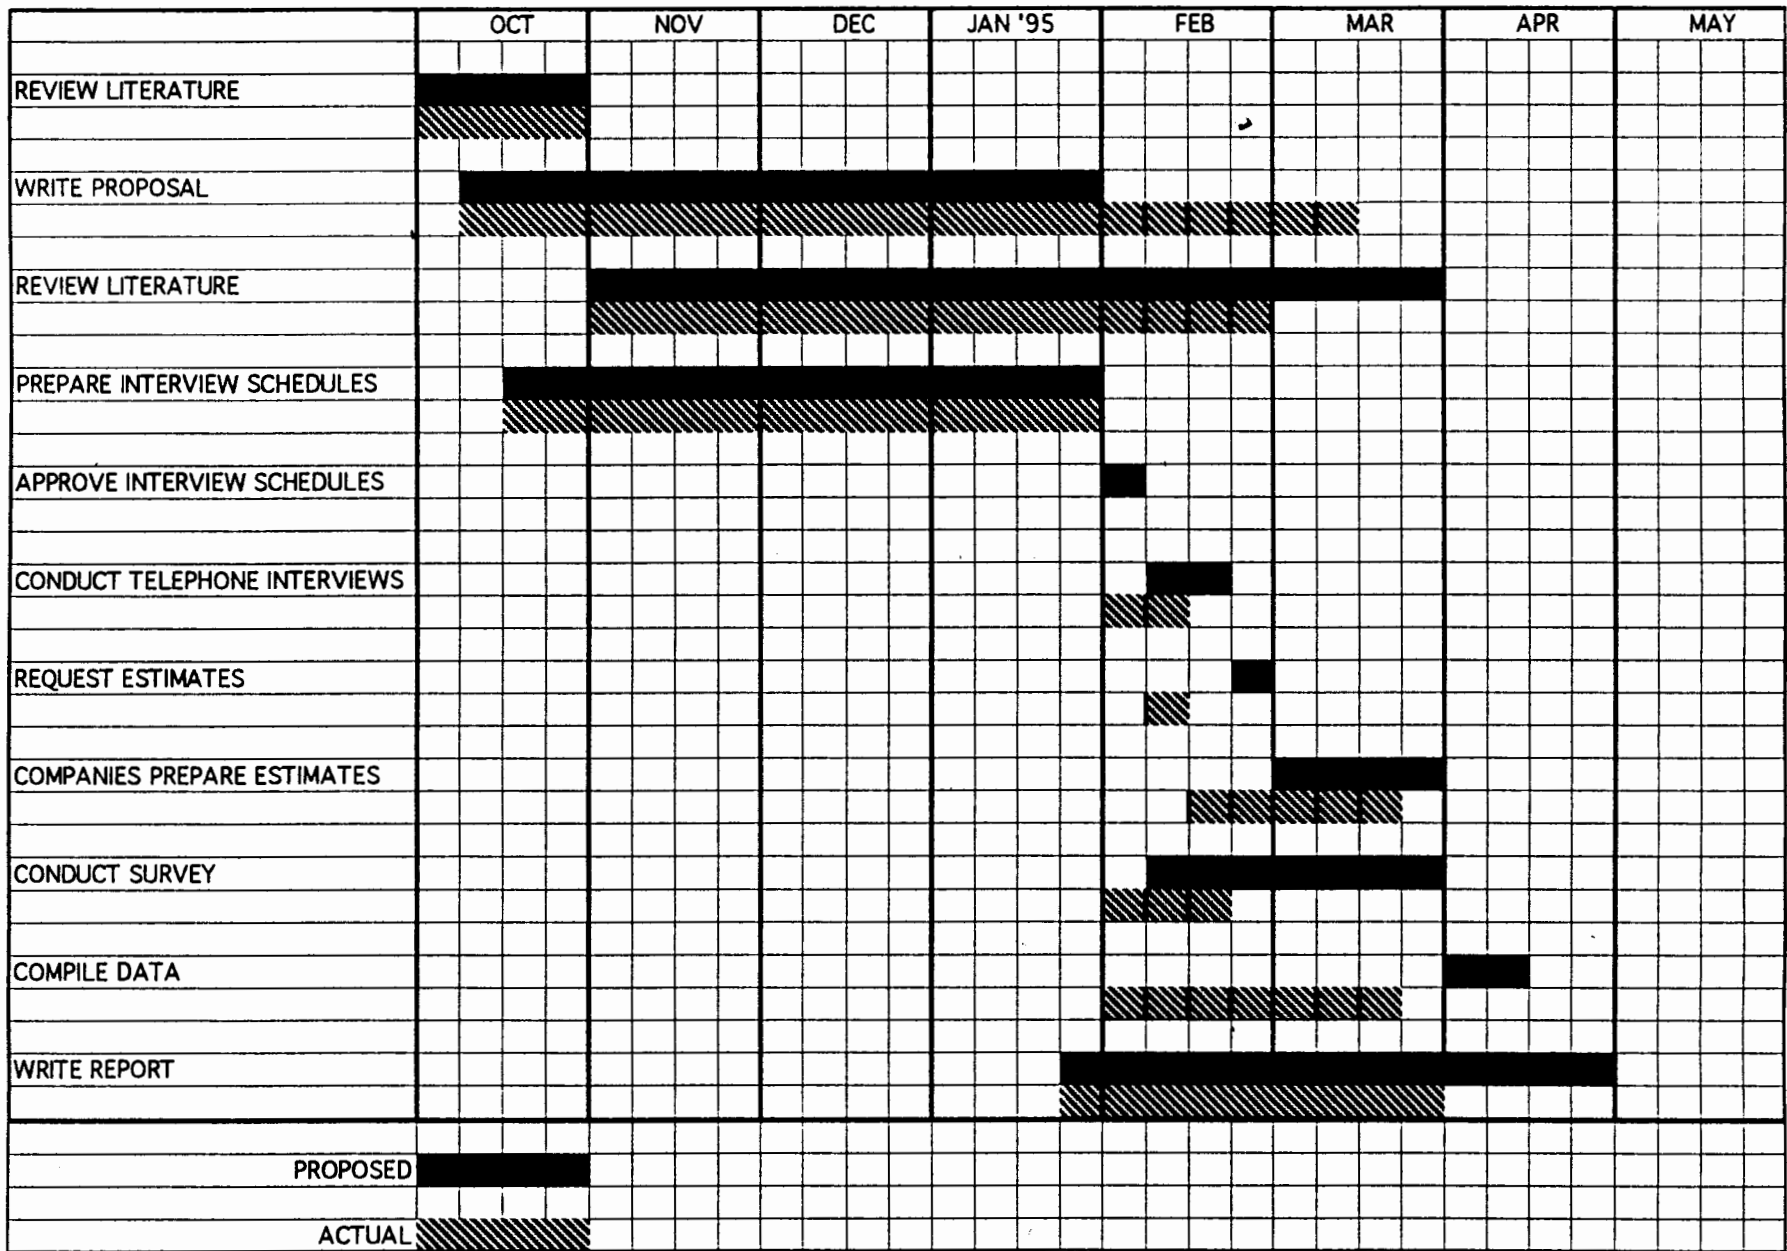 OCT NOV DEC JAN '95 FEB MAR APR MAY
REVIEW LITERATURE
WRITE PROPOSAL
REVIEW LITERATURE
PREPARE INTERVIEW SCHEDULES
APPROVE INTERVIEW SCHEDULES
CONDUCT TELEPHONE INTERVIEWS
REQUEST ESTIMATES
COMPANIES PREPARE ESTIMATES
CONDUCT SURVEY
COMPILE DATA
WRITE REPORT
PROPOSED
ACTUAL